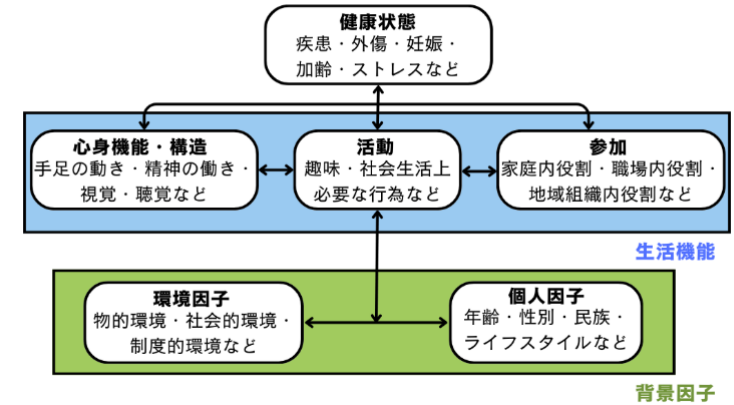 健康状態
疾患・外傷・妊娠・
加齢・ストレスなど
心身機能・構造
手足の動き・精神の働き・
視覚・聴覚など
活動
趣味・社会生活上
必要な行為など
参加
家庭内役割・職場内役割・
地域組織内役割など
生活機能
環境因子
物的環境・社会的環境・
制度的環境など
個人因子
年齢・性別・民族・
ライフスタイルなど
背景因子